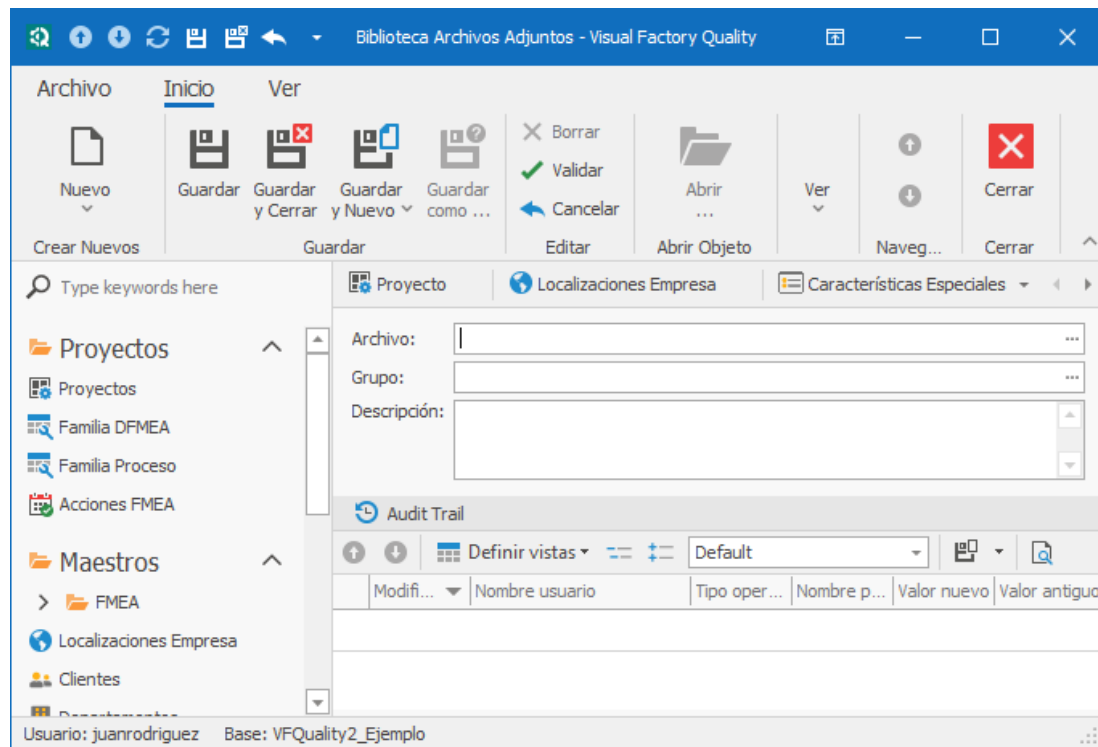 Biblioteca Archivos Adjuntos - Visual Factory Quality
Archivo Inicio Ver
Nuevo
Guardar
Guardar y Cerrar
Guardar y Nuevo
Guardar como ...
Borrar
Validar
Cancelar
Abrir ...
Ver
Cerrar
Crear Nuevos Guardar Editar Abrir Objeto Naveg... Cerrar
Type keywords here
Proyecto Localizaciones Empresa Características Especiales
Proyectos
Proyectos
Familia DFMEA
Familia Proceso
Acciones FMEA
Maestros
FMEA
Localizaciones Empresa
Clientes
Departamentos
Archivo: ...
Grupo: ...
Descripción:
Audit Trail
Definir vistas Default
Modifi... Nombre usuario Tipo oper... Nombre p... Valor nuevo Valor antiguo
Usuario: juanrodriguez Base: VFQuality2_Ejemplo